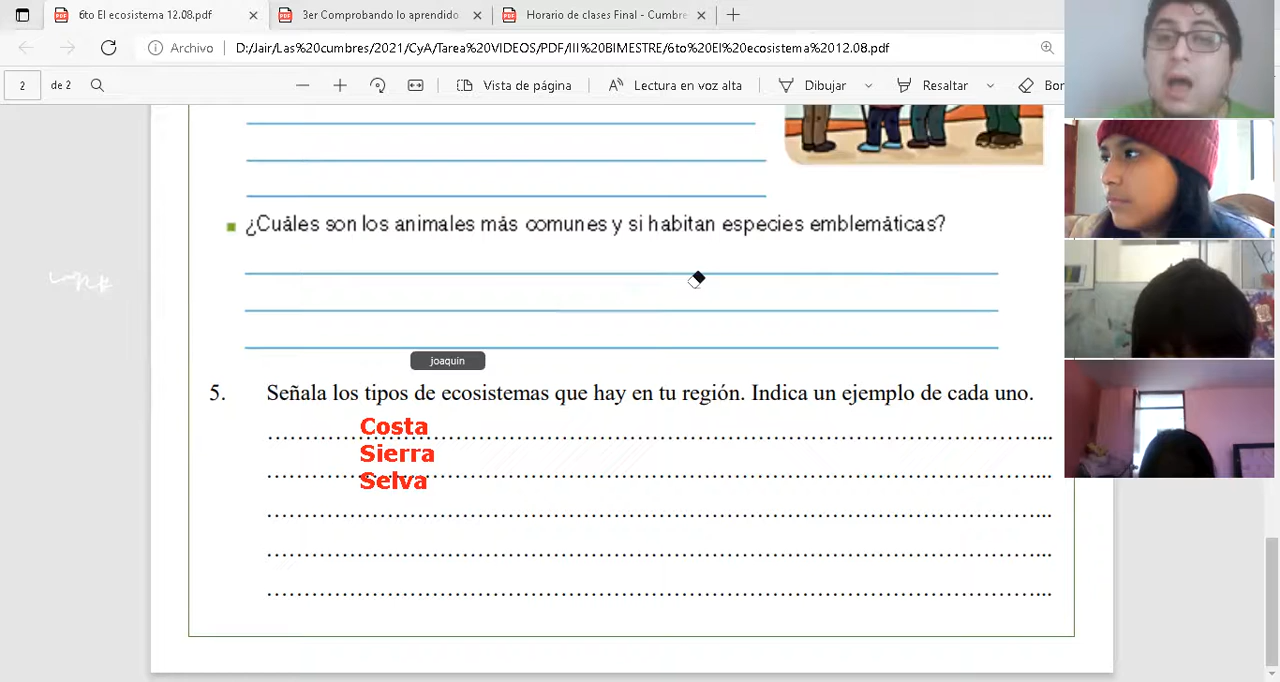 6to El ecosistema 12.08.pdf
3er Comprobando lo aprendido
Horario de clases Final - Cumbre
Archivo
D:/Jair/Las%20cumbres/2021/CyA/Tarea%20VIDEOS/PDF/III%20BIMESTRE/6to%20El%20ecosistema%2012.08.pdf
2
de 2
Vista de página
Lectura en voz alta
Dibujar
Resaltar
Bor
¿Cuáles son los animales más comunes y si habitan especies emblemáticas?
joaquin
5. Señala los tipos de ecosistemas que hay en tu región. Indica un ejemplo de cada uno.
Costa
Sierra
Selva